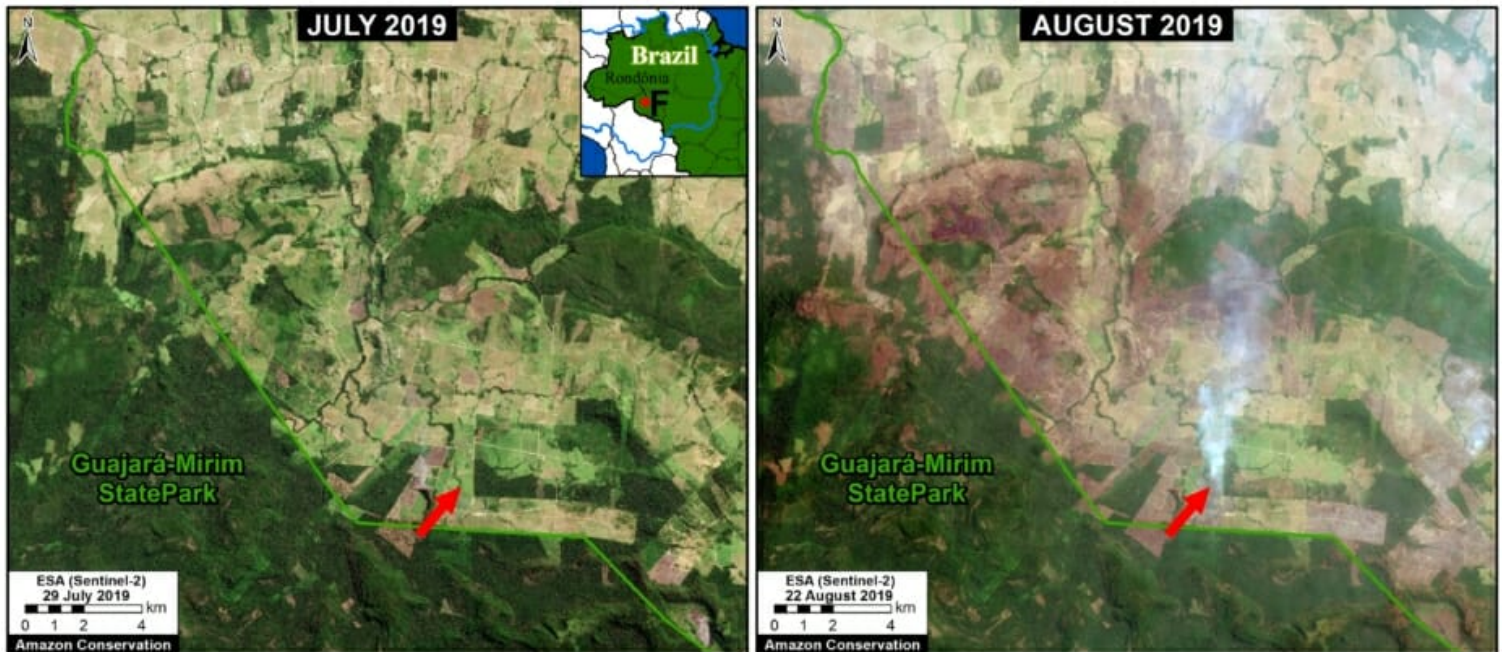 JULY 2019
N
Brazil
Rondônia
F
Guajará-Mirim
StatePark
ESA (Sentinel-2)
29 July 2019
km
0 1 2 4
Amazon Conservation
AUGUST 2019
N
Guajará-Mirim
StatePark
ESA (Sentinel-2)
22 August 2019
km
0 1 2 4
Amazon Conservation